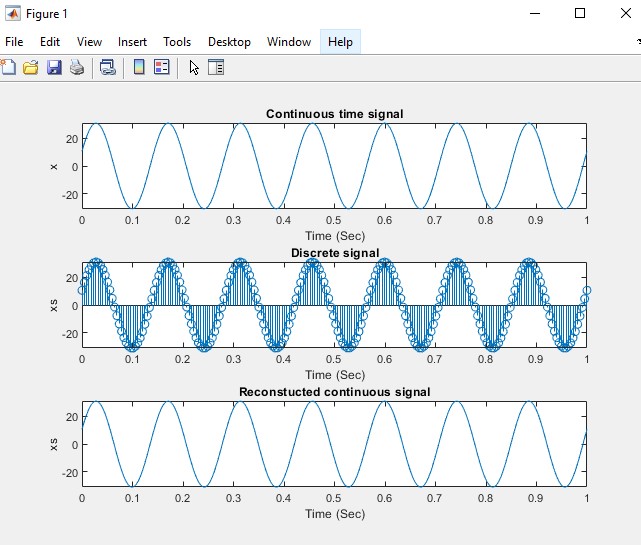 Figure 1
File Edit View Insert Tools Desktop Window Help
Continuous time signal
20
0
-20
x
0 0.1 0.2 0.3 0.4 0.5 0.6 0.7 0.8 0.9 1
Time (Sec)
Discrete signal
20
0
-20
xs
0 0.1 0.2 0.3 0.4 0.5 0.6 0.7 0.8 0.9 1
Time (Sec)
Reconstucted continuous signal
20
0
-20
xs
0 0.1 0.2 0.3 0.4 0.5 0.6 0.7 0.8 0.9 1
Time (Sec)